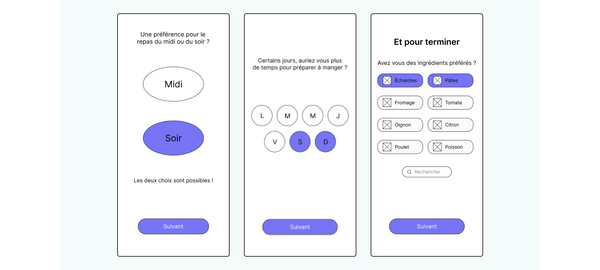 Une préférence pour le
repas du midi ou du soir ?
Midi
Soir
Les deux choix sont possibles !
Suivant
Certains jours, auriez vous plus
de temps pour préparer à manger ?
L M M J
V S D
Suivant
Et pour terminer
Avez vous des ingrédients préférés ?
Échalotes Pâtes
Fromage Tomate
Oignon Citron
Poulet Poisson
Rechercher
Suivant